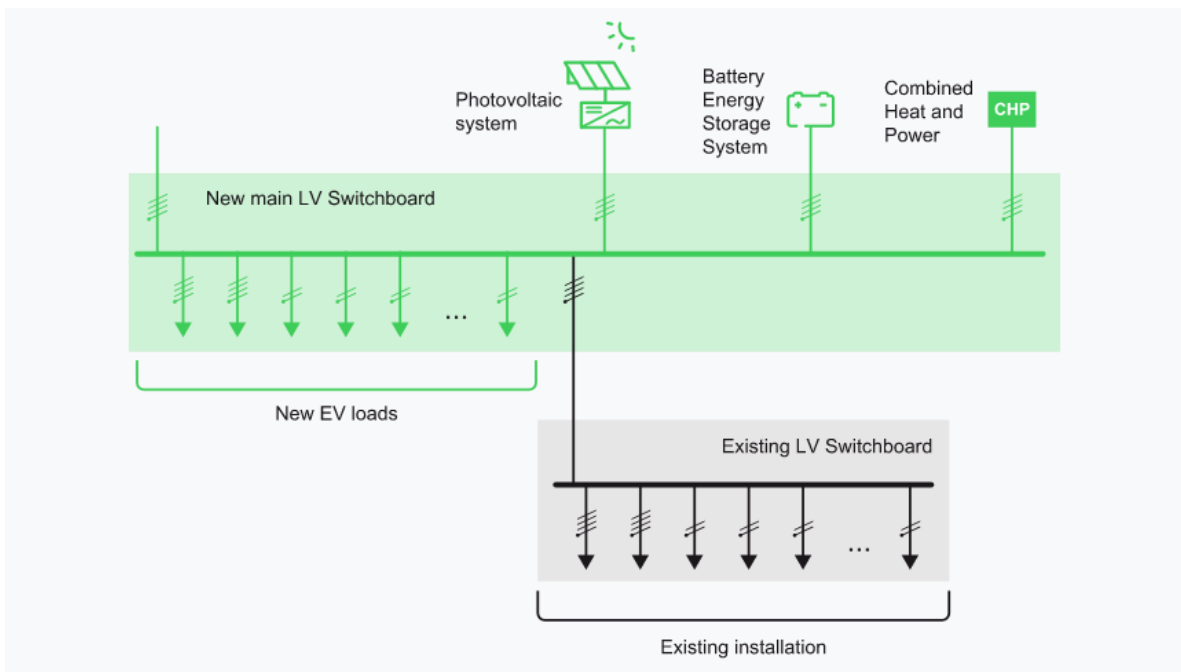 Photovoltaic
system
Battery
Energy
Storage
System
Combined
Heat and
Power
CHP
New main LV Switchboard
...
New EV loads
Existing LV Switchboard
...
Existing installation